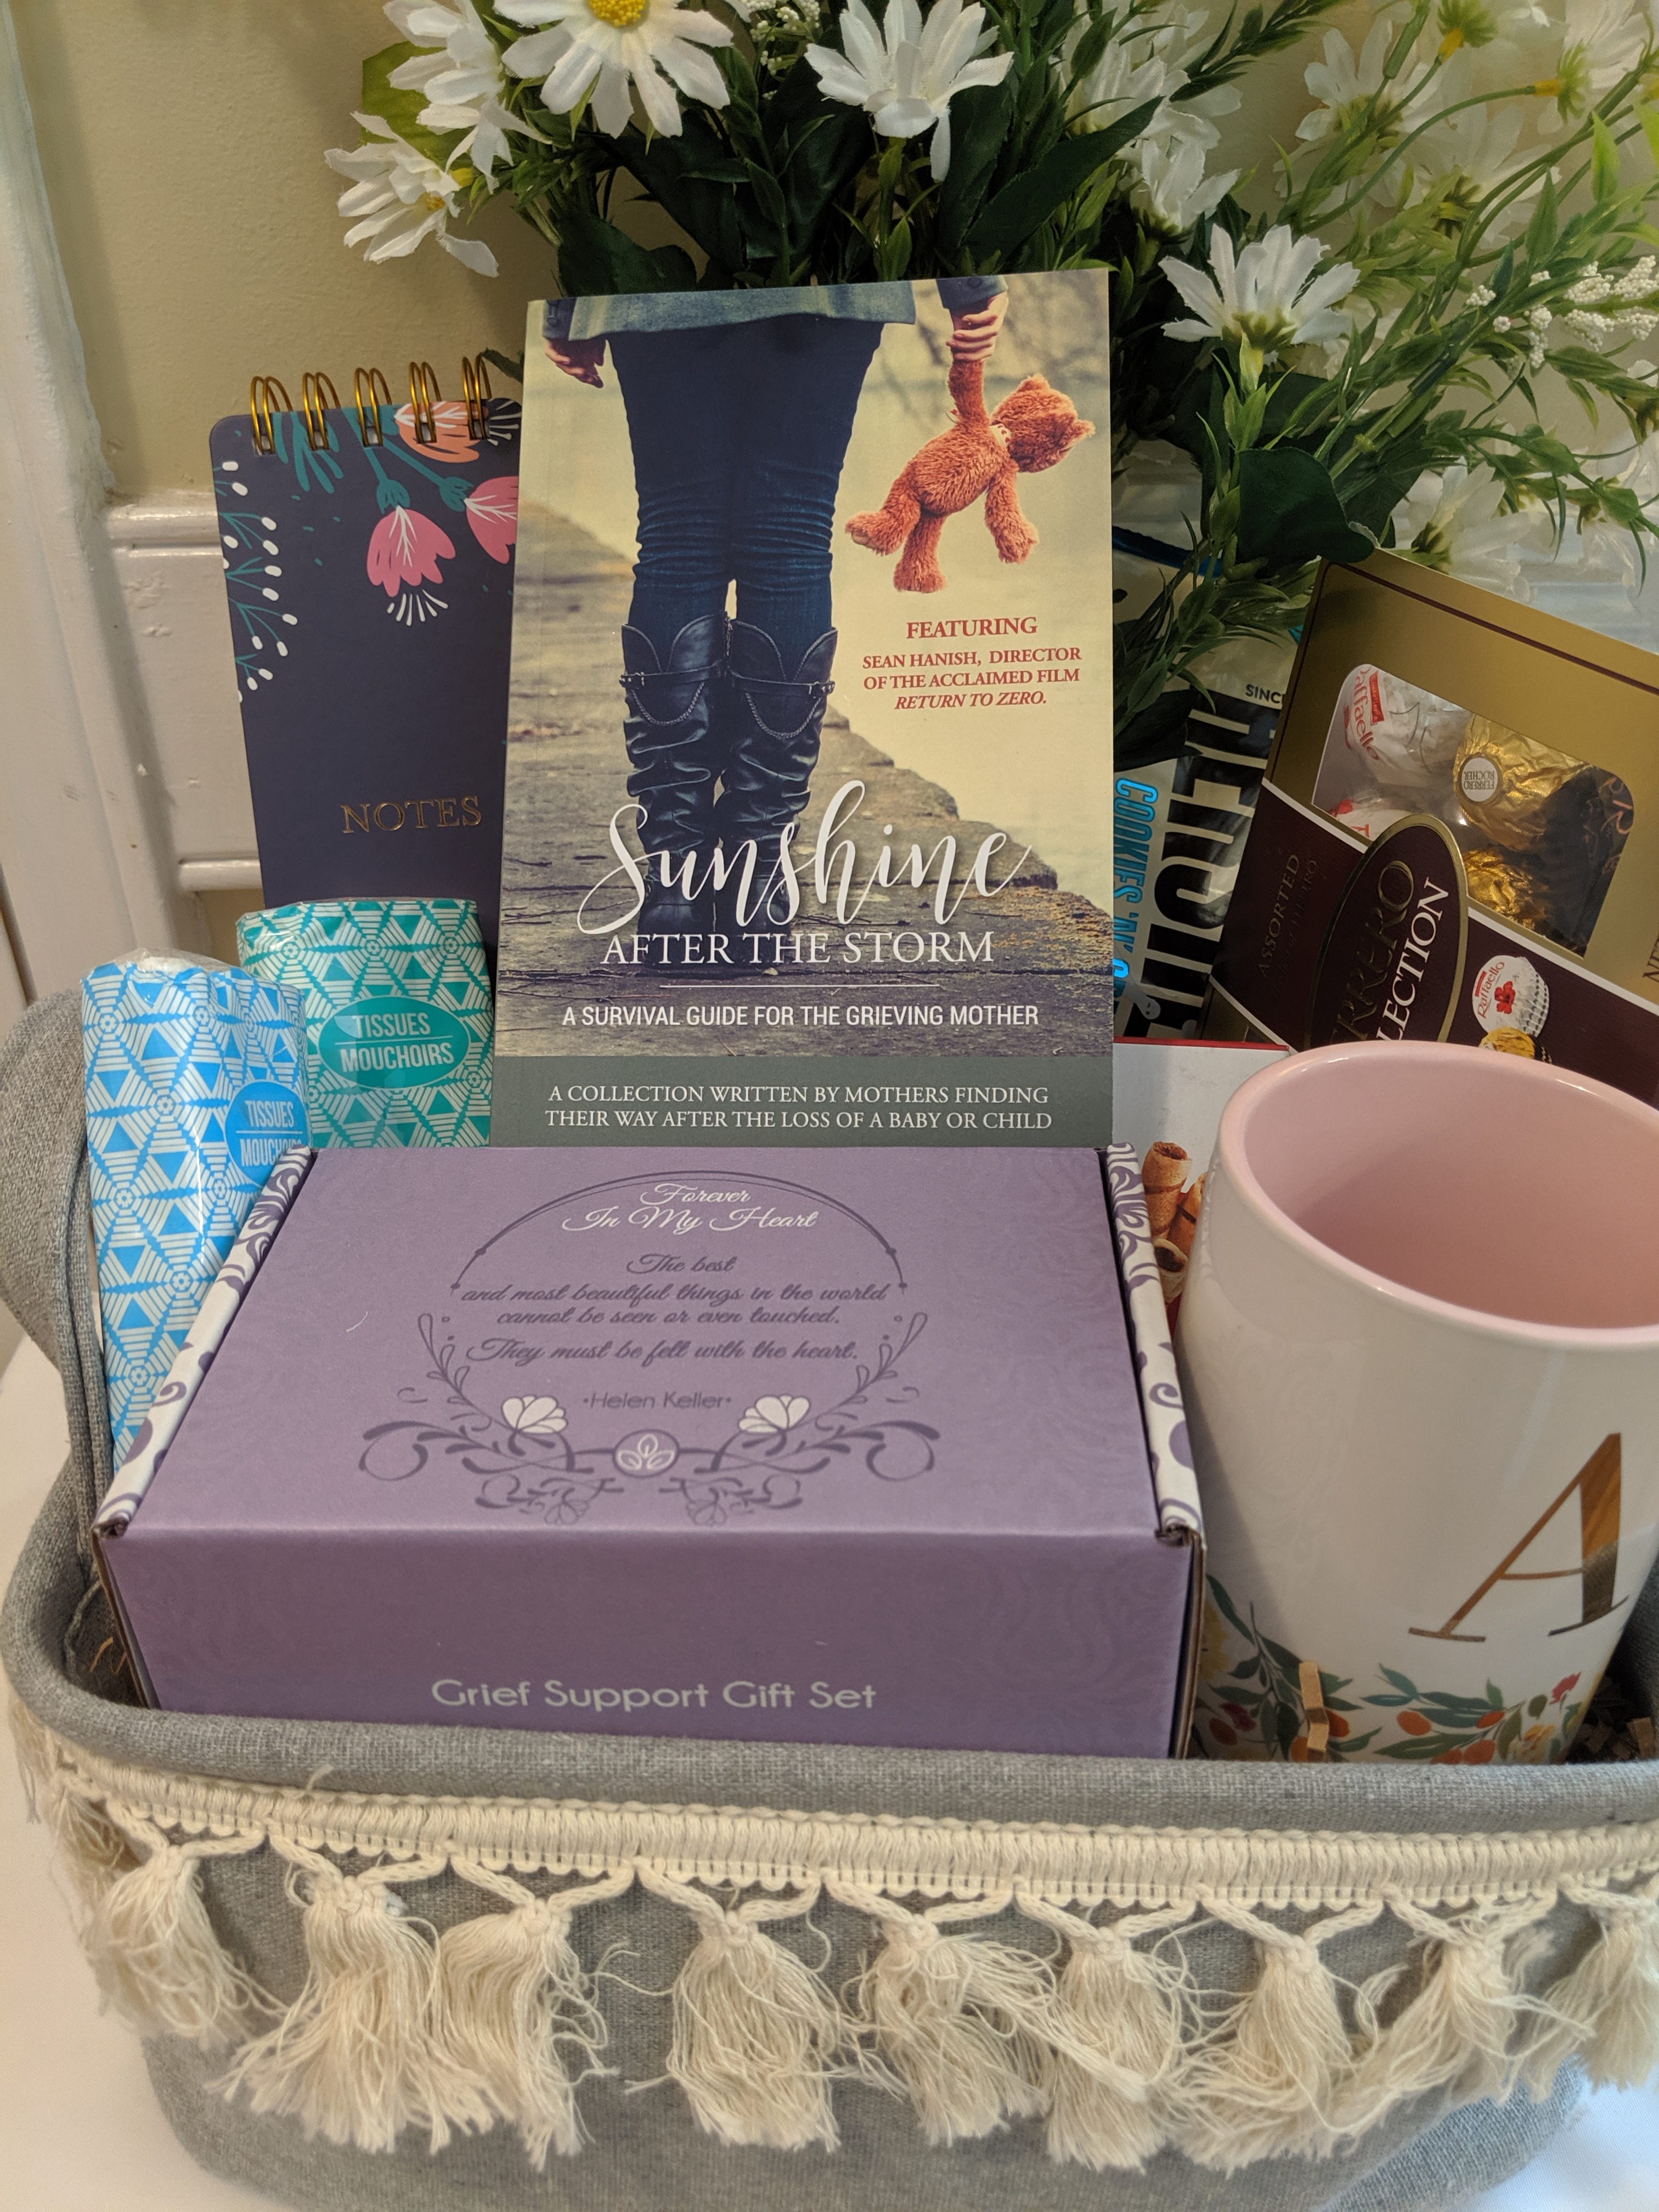 NOTES
TISSUES
MOUCHOIRS
TISSUES
FEATURING
SEAN HANISH, DIRECTOR
OF THE ACCLAIMED FILM
RETURN TO ZERO.
Sunshine
AFTER THE STORM
A SURVIVAL GUIDE FOR THE GRIEVING MOTHER
A COLLECTION WRITTEN BY MOTHERS FINDING
THEIR WAY AFTER THE LOSS OF A BABY OR CHILD
COOKIES 'N'
ASSORTED
FERRERO
ROCHER
Raffaello
Forever
In My Heart
The best
and most beautiful things in the world
cannot be seen or even touched.
They must be felt with the heart.
•Helen Keller•
Grief Support Gift Set
A